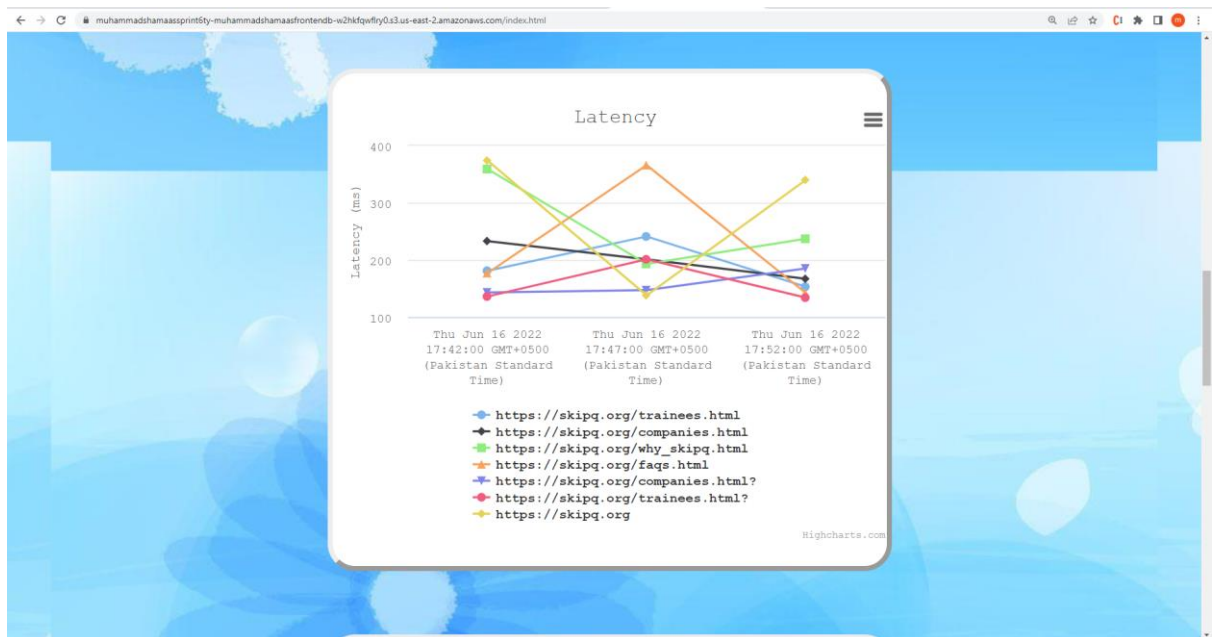 muhammadshamaassprint6ty-muhammadshamaasfrontendb-w2hkfqwflry0.s3.us-east-2.amazonaws.com/index.html
m
Latency
400
300
200
100
Latency (ms)
Thu Jun 16 2022
17:42:00 GMT+0500
(Pakistan Standard
Time)
Thu Jun 16 2022
17:47:00 GMT+0500
(Pakistan Standard
Time)
Thu Jun 16 2022
17:52:00 GMT+0500
(Pakistan Standard
Time)
https://skipq.org/trainees.html
https://skipq.org/companies.html
https://skipq.org/why_skipq.html
https://skipq.org/faqs.html
https://skipq.org/companies.html?
https://skipq.org/trainees.html?
https://skipq.org
Highcharts.com